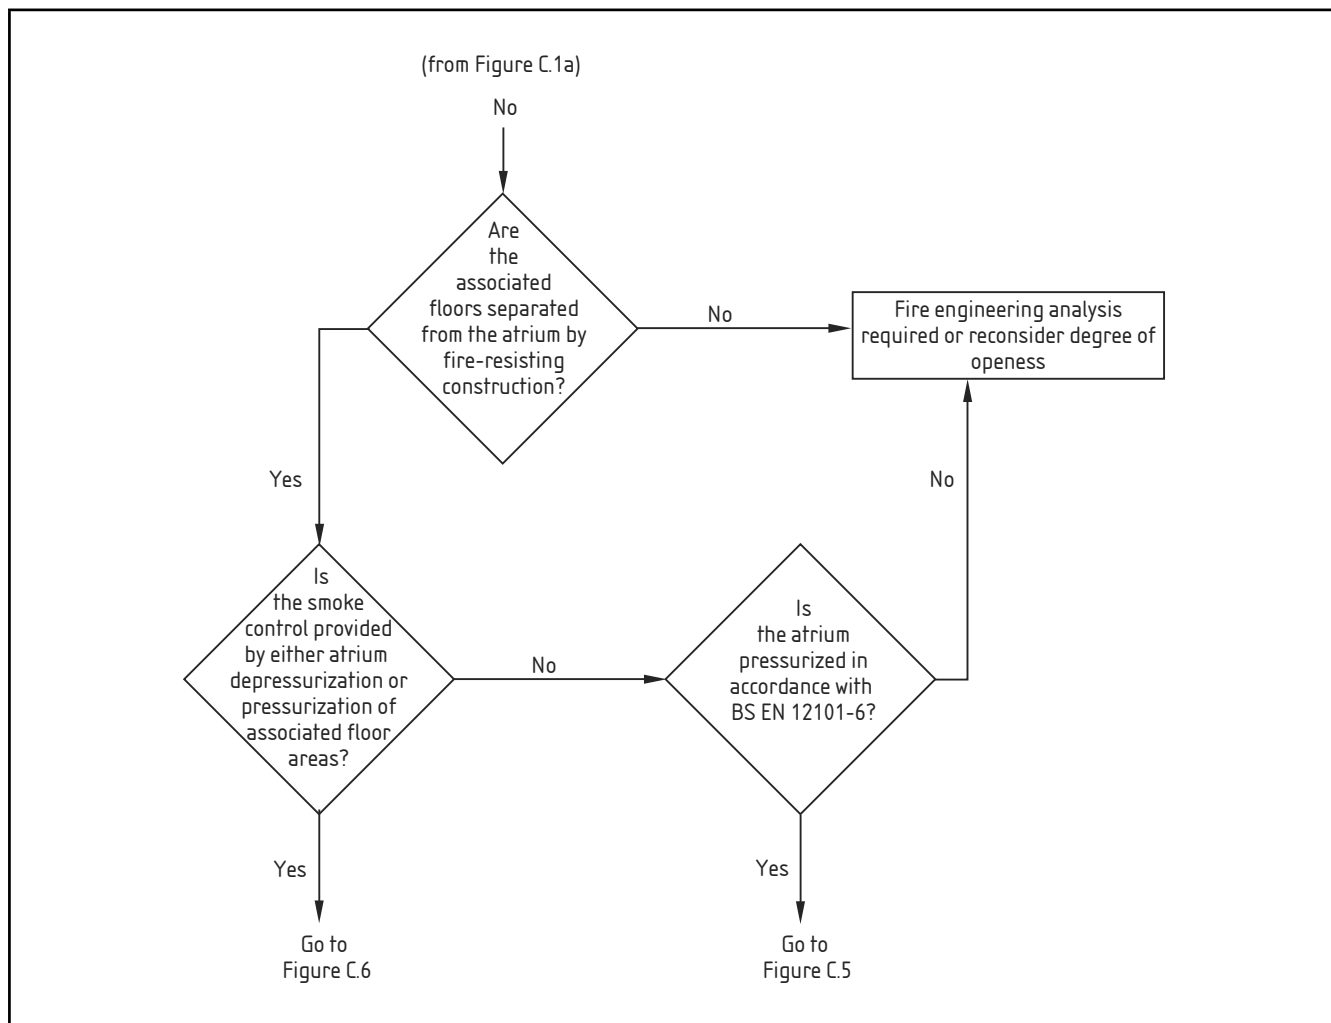 (from Figure C.1a)
No
Are
the
associated
floors separated
from the atrium by
fire-resisting
construction?
No
Fire engineering analysis
required or reconsider degree of
openess
Yes
No
Is
the smoke
control provided
by either atrium
depressurization or
pressurization of
associated floor
areas?
No
Is
the atrium
pressurized in
accordance with
BS EN 12101-6?
Yes
Yes
Go to
Figure C.6
Go to
Figure C.5